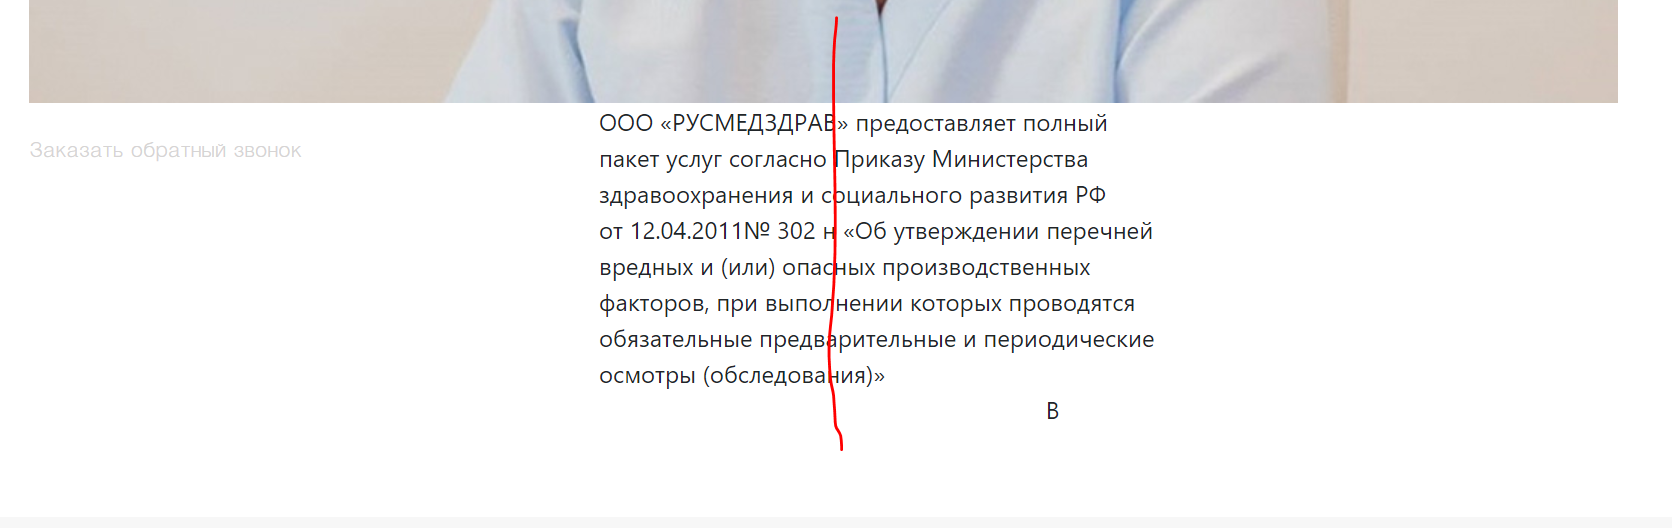 Заказать обратный звонок
ООО «РУСМЕДЗДРАВ» предоставляет полный
пакет услуг согласно Приказу Министерства
здравоохранения и социального развития РФ
от 12.04.2011№ 302 н «Об утверждении перечней
вредных и (или) опасных производственных
факторов, при выполнении которых проводятся
обязательные предварительные и периодические
осмотры (обследования)»
В